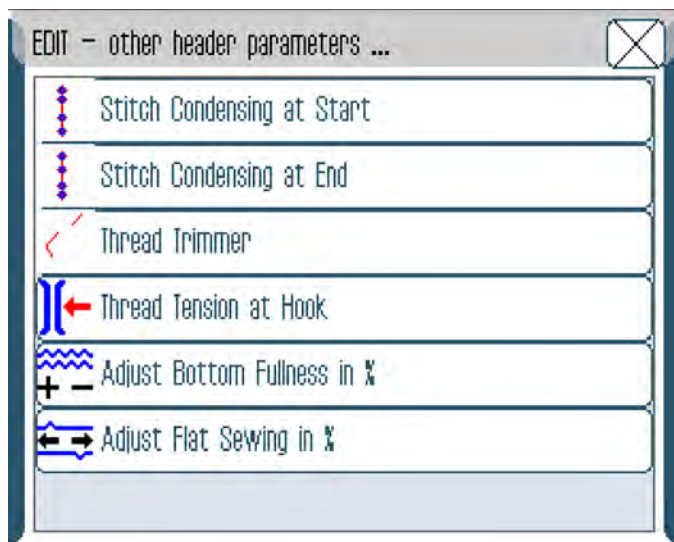 EDIT - other header parameters ...
Stitch Condensing at Start
Stitch Condensing at End
Thread Trimmer
Thread Tension at Hook
Adjust Bottom Fullness in %
Adjust Flat Sewing in %